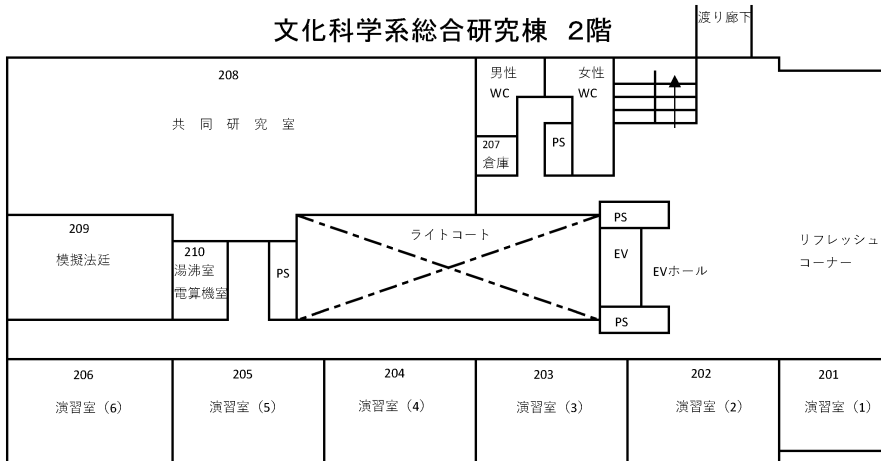 文化科学系総合研究棟 2階
渡り廊下
208
共同研究室
男性
WC
女性
WC
207
倉庫
PS
209
模擬法廷
210
湯沸室
電算機室
PS
ライトコート
PS
EV
PS
EVホール
リフレッシュ
コーナー
206
演習室(6)
205
演習室(5)
204
演習室(4)
203
演習室(3)
202
演習室(2)
201
演習室(1)